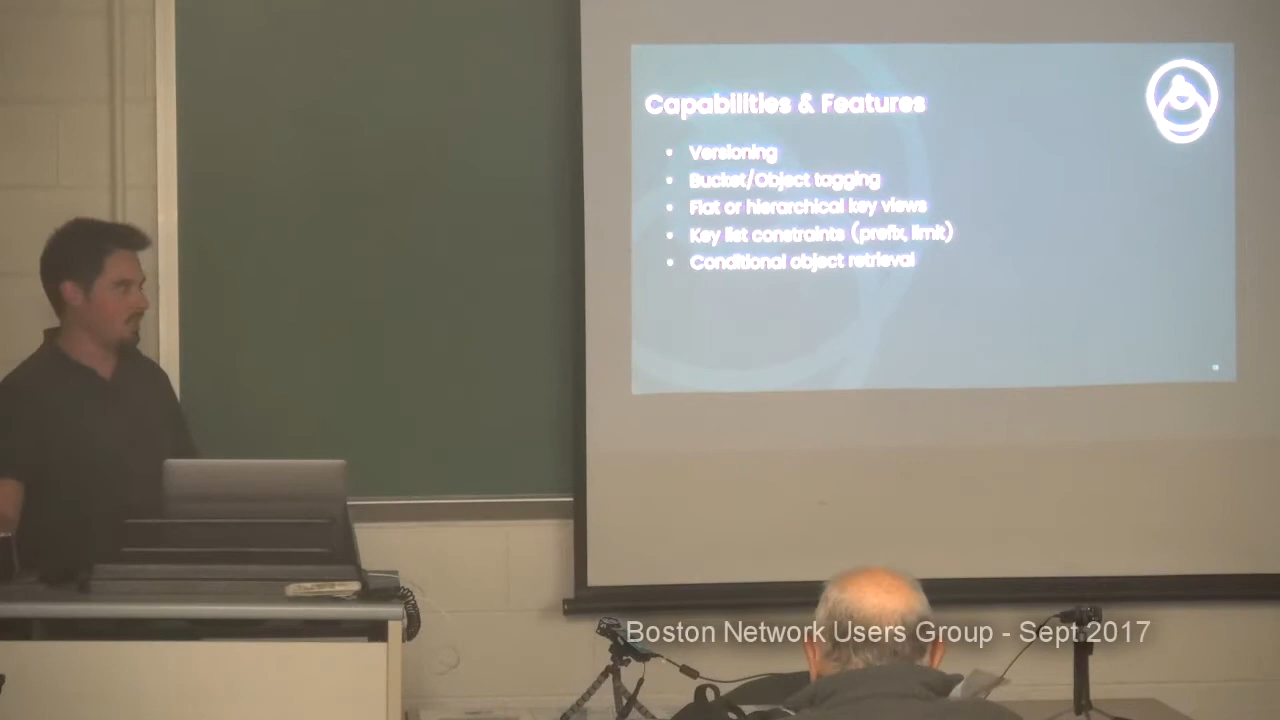 Capabilities & Features
• Versioning
• Bucket/Object tagging
• Flat or hierarchical key views
• Key list constraints (prefix, limit)
• Conditional object retrieval
Boston Network Users Group - Sept 2017